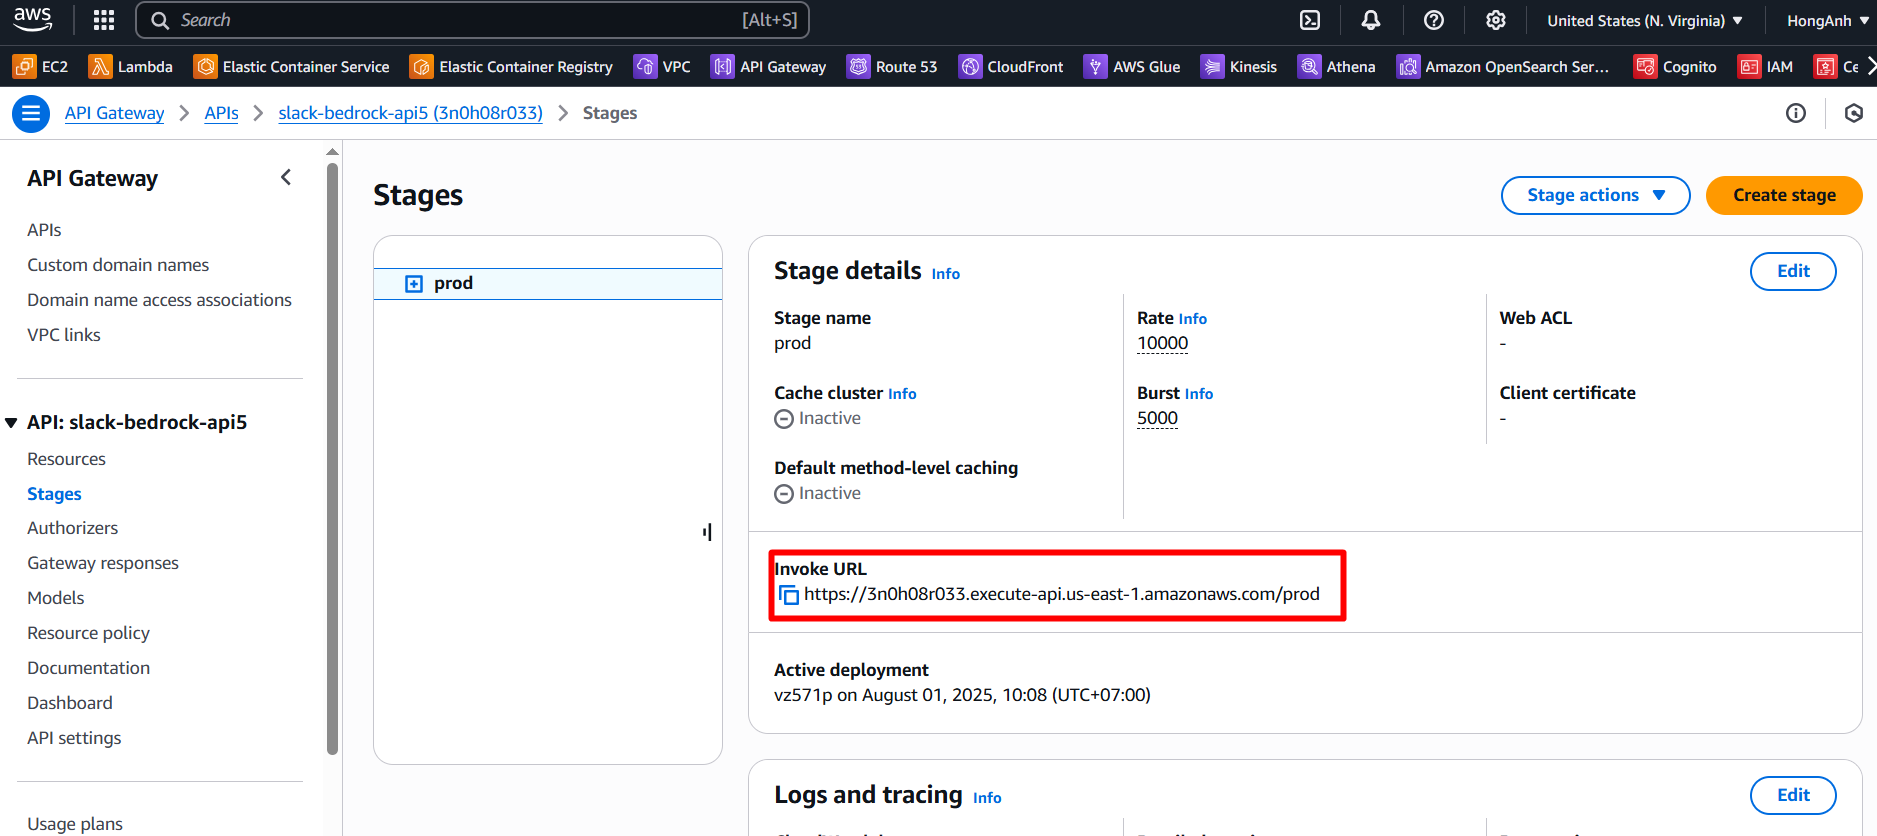 aws Search [Alt+S] United States (N. Virginia) HongAnh
EC2 Lambda Elastic Container Service Elastic Container Registry VPC API Gateway Route 53 CloudFront AWS Glue Kinesis Athena Amazon OpenSearch Ser... Cognito IAM Ce
API Gateway APIs slack-bedrock-api5 (3n0h08r033) Stages
API Gateway
APIs
Custom domain names
Domain name access associations
VPC links
API: slack-bedrock-api5
Resources
Stages
Authorizers
Gateway responses
Models
Resource policy
Documentation
Dashboard
API settings
Usage plans
Stages
Stage actions Create stage
prod
Stage details Info
Edit
Stage name
prod
Rate Info
10000
Web ACL
-
Cache cluster Info
Inactive
Burst Info
5000
Client certificate
-
Default method-level caching
Inactive
Invoke URL
https://3n0h08r033.execute-api.us-east-1.amazonaws.com/prod
Active deployment
vz571p on August 01, 2025, 10:08 (UTC+07:00)
Logs and tracing Info
Edit